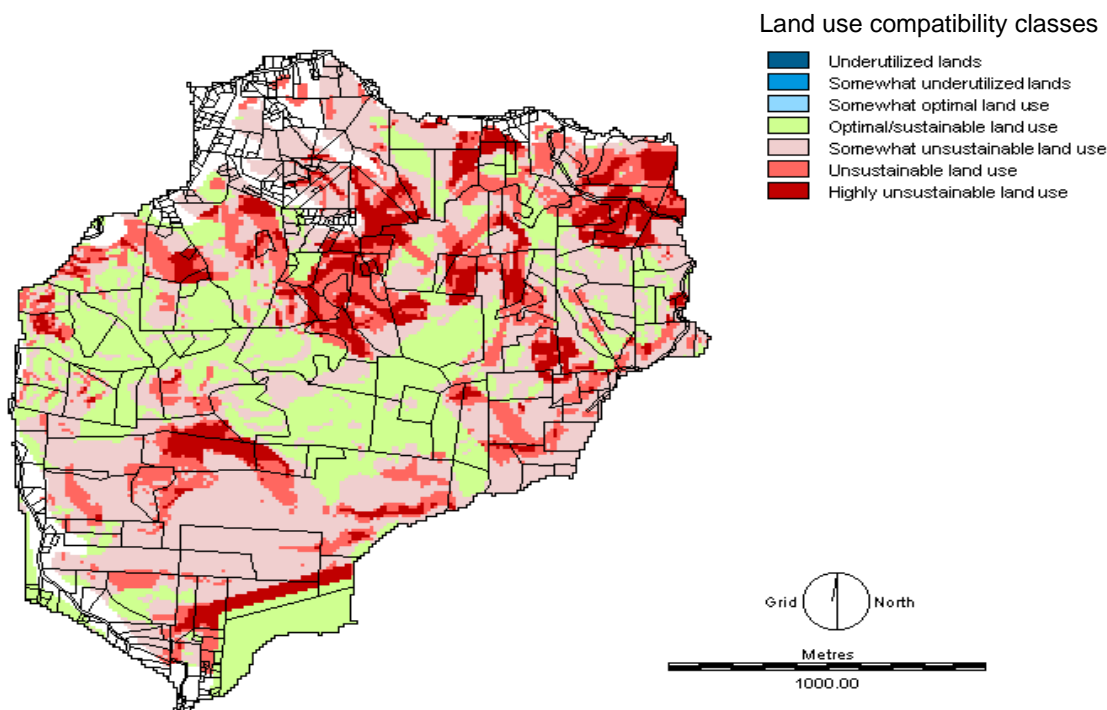 Land use compatibility classes
Underutilized lands
Somewhat underutilized lands
Somewhat optimal land use
Optimal/sustainable land use
Somewhat unsustainable land use
Unsustainable land use
Highly unsustainable land use
Grid North
Metres
1000.00